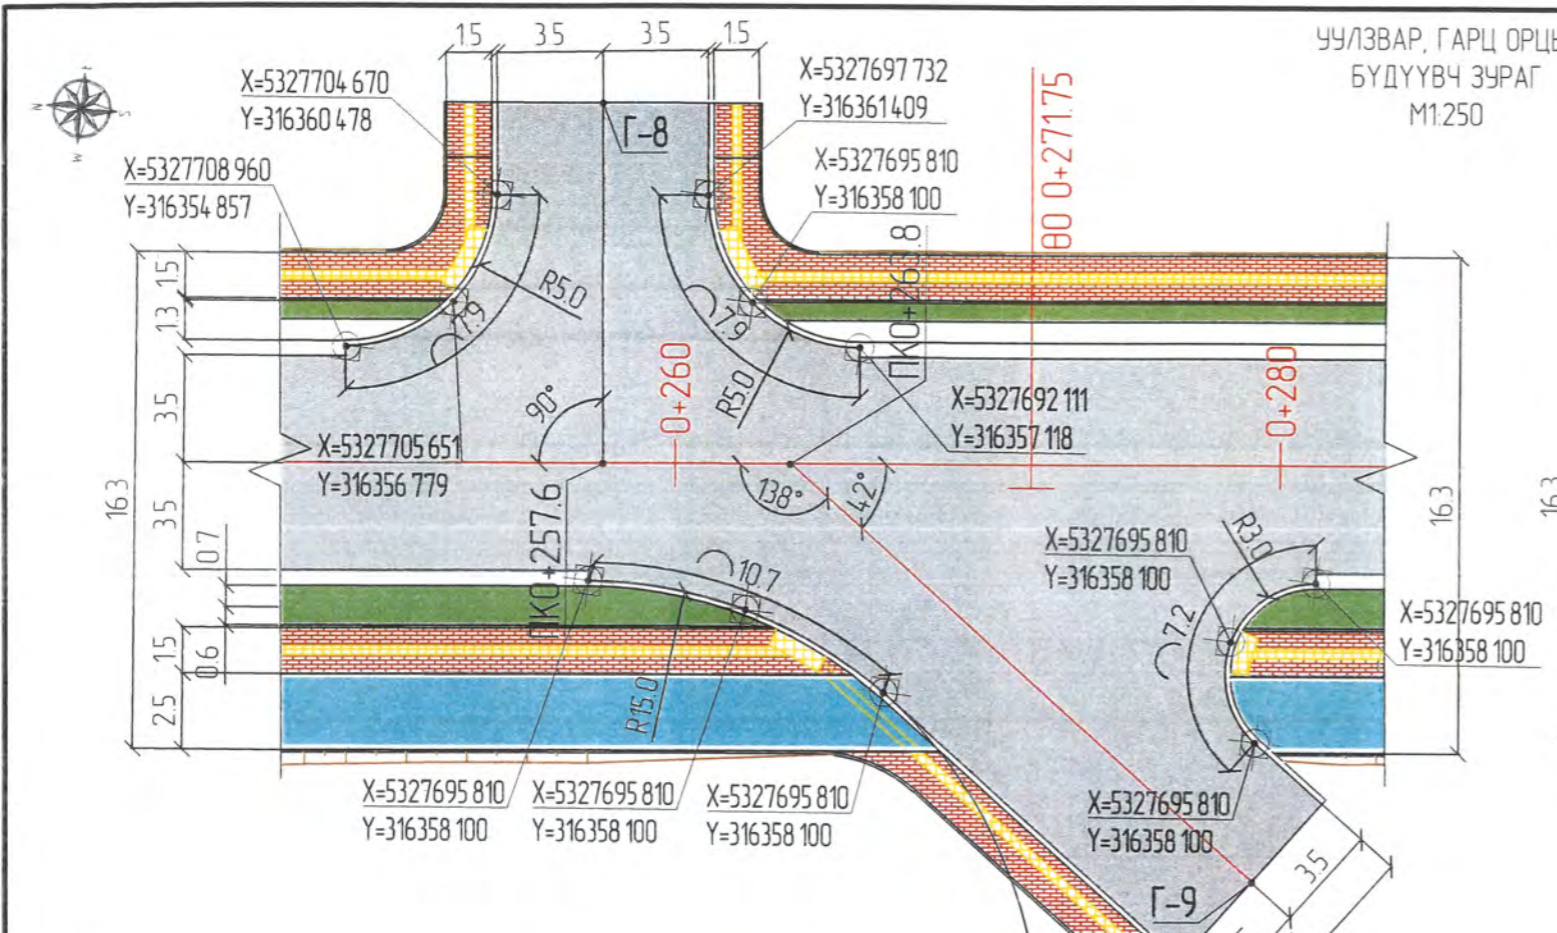 УУЛЗВАР, ГАРЦ ОРЦЫ
БҮДҮҮВЧ ЗУРАГ
М1:250
1.5
3.5
3.5
1.5
X=5327704.670
Y=316360.478
X=5327697.732
Y=316361.409
Г-8
X=5327708.960
Y=316354.857
X=5327695.810
Y=316358.100
0+271.75
N
S
W
1.5
1.3
3.5
3.5
0.7
1.5
0.6
2.5
16.3
R5.0
7.9
7.9
R5.0
ПК0+263.8
90°
0+260
0+280
X=5327692.111
Y=316357.118
X=5327705.651
Y=316356.779
138°
42°
16.3
16.3
ПК0+257.6
10.7
R15.0
X=5327695.810
Y=316358.100
R3.0
7.2
X=5327695.810
Y=316358.100
X=5327695.810
Y=316358.100
X=5327695.810
Y=316358.100
X=5327695.810
Y=316358.100
X=5327695.810
Y=316358.100
Г-9
3.5